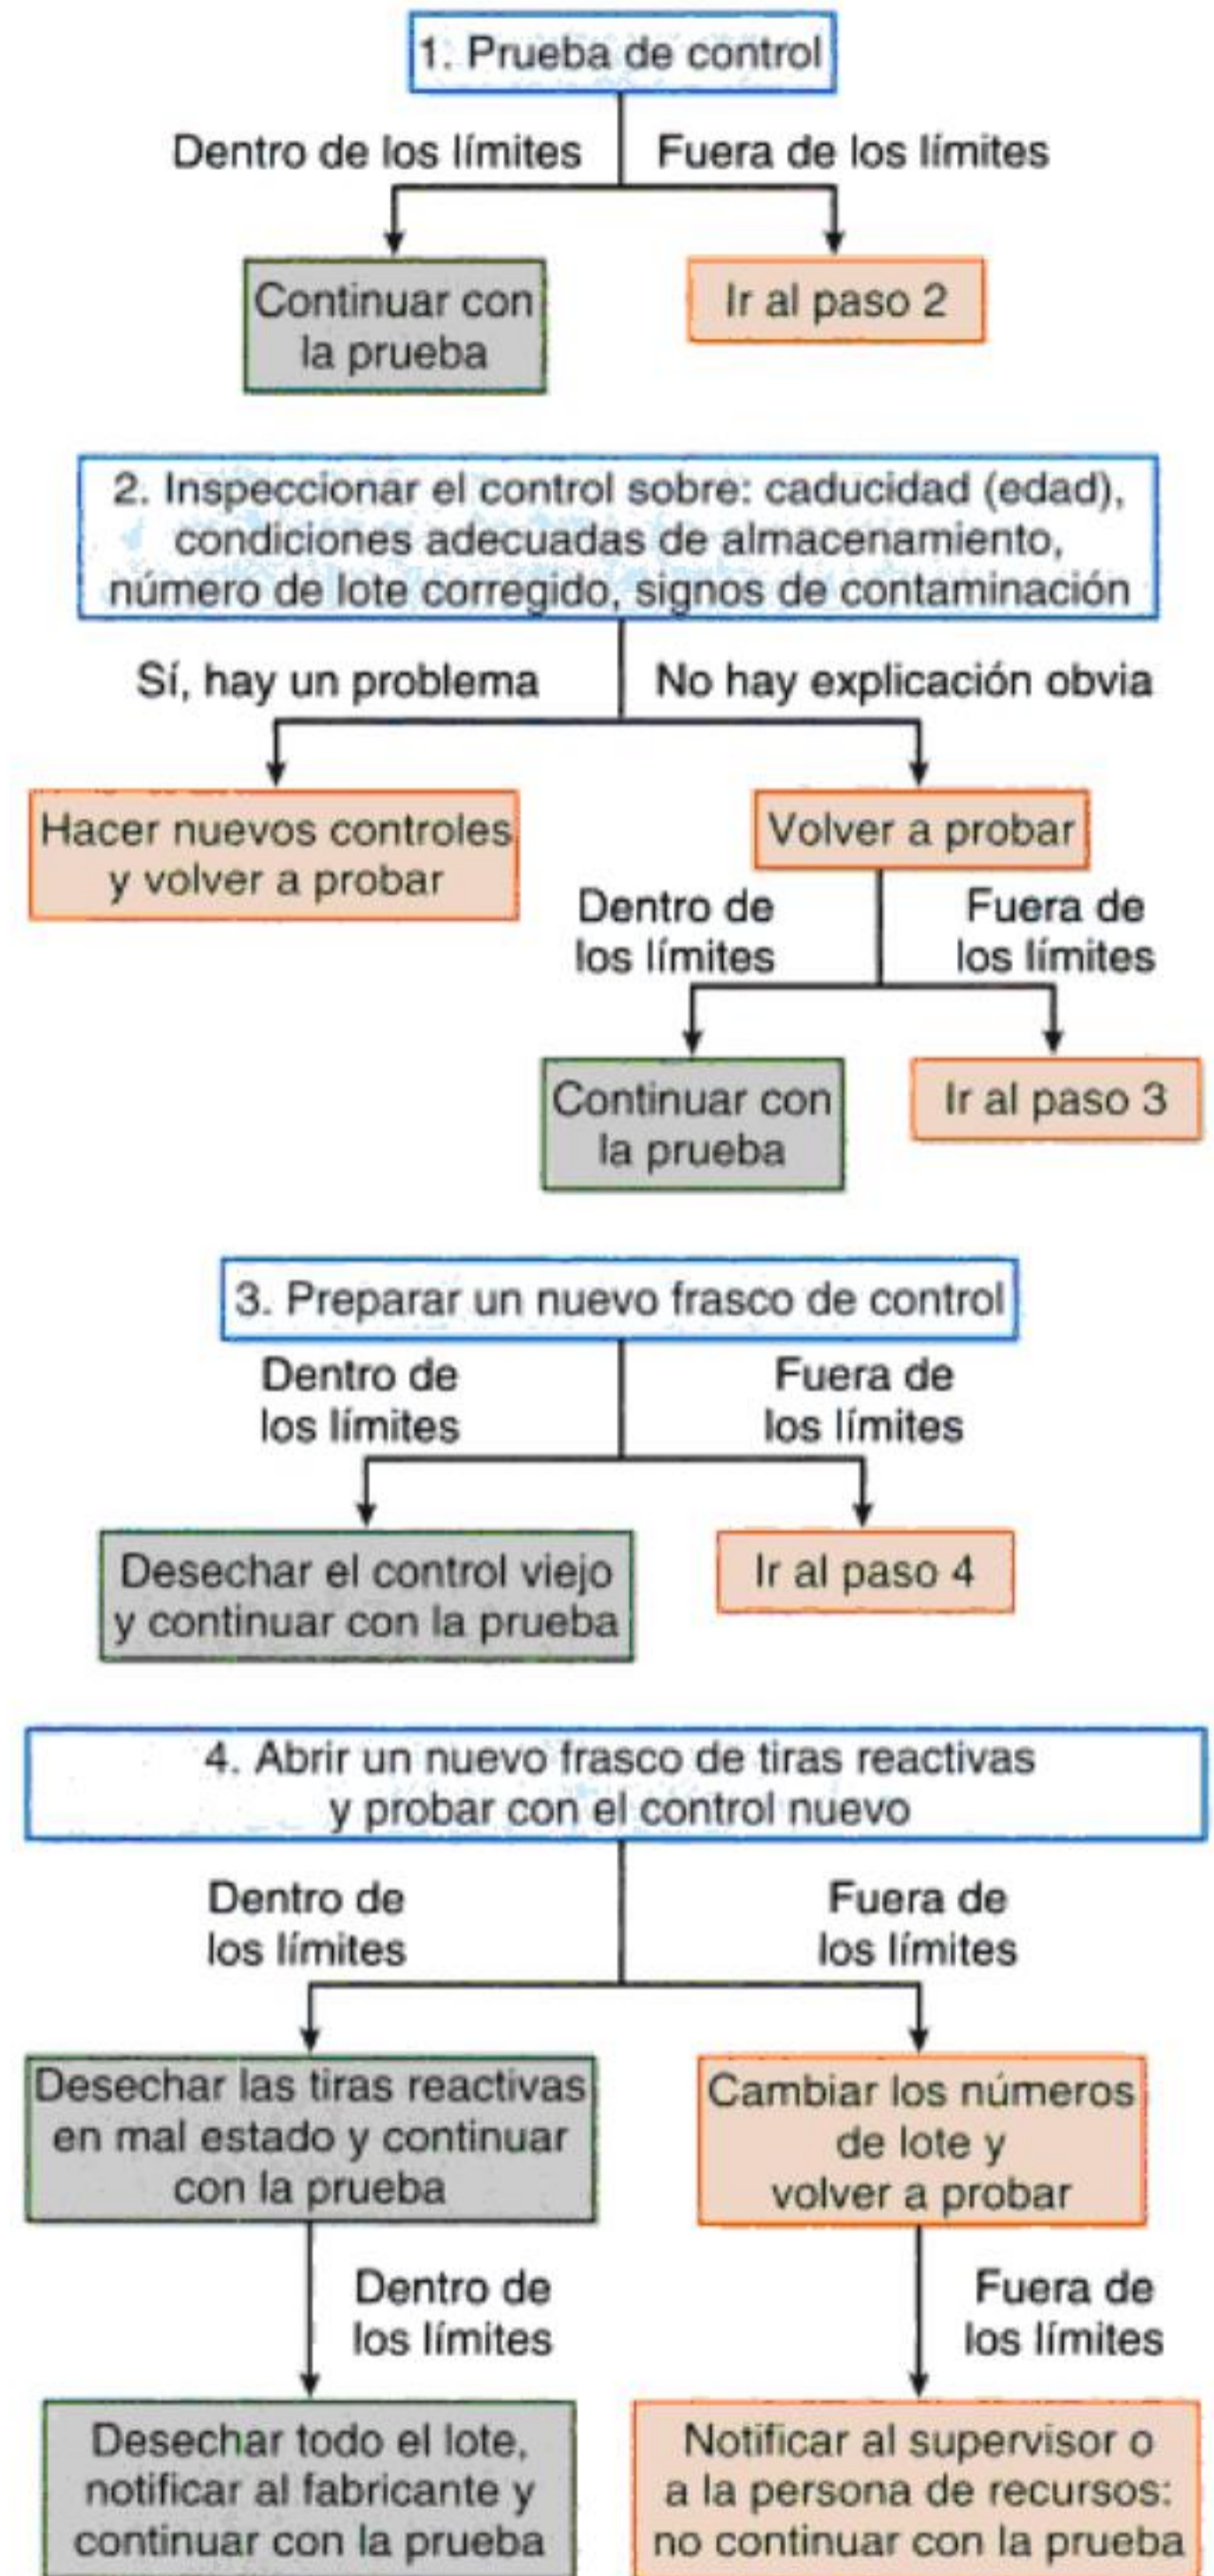 1. Prueba de control
Dentro de los límites
Fuera de los límites
Continuar con
la prueba
Ir al paso 2
2. Inspeccionar el control sobre: caducidad (edad),
condiciones adecuadas de almacenamiento,
número de lote corregido, signos de contaminación
Sí, hay un problema
No hay explicación obvia
Hacer nuevos controles
y volver a probar
Volver a probar
Dentro de
los límites
Fuera de
los límites
Continuar con
la prueba
Ir al paso 3
3. Preparar un nuevo frasco de control
Dentro de
los límites
Fuera de
los límites
Desechar el control viejo
y continuar con la prueba
Ir al paso 4
4. Abrir un nuevo frasco de tiras reactivas
y probar con el control nuevo
Dentro de
los límites
Fuera de
los límites
Desechar las tiras reactivas
en mal estado y continuar
con la prueba
Cambiar los números
de lote y
volver a probar
Dentro de
los límites
Fuera de
los límites
Desechar todo el lote,
notificar al fabricante y
continuar con la prueba
Notificar al supervisor o
a la persona de recursos:
no continuar con la prueba